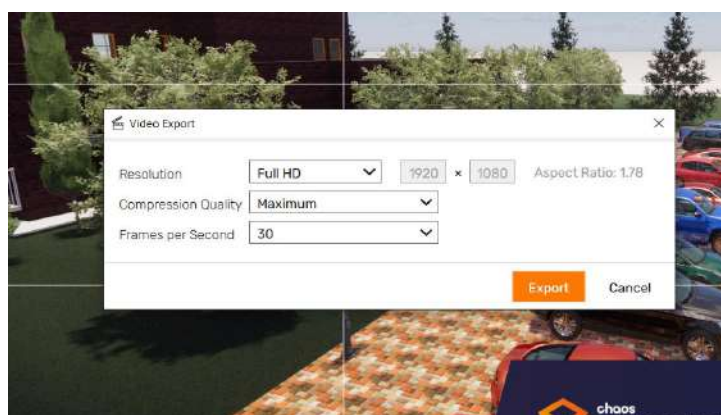 Video Export
Resolution Full HD 1920 × 1080 Aspect Ratio: 1.78
Compression Quality Maximum
Frames per Second 30
Export Cancel
chaos